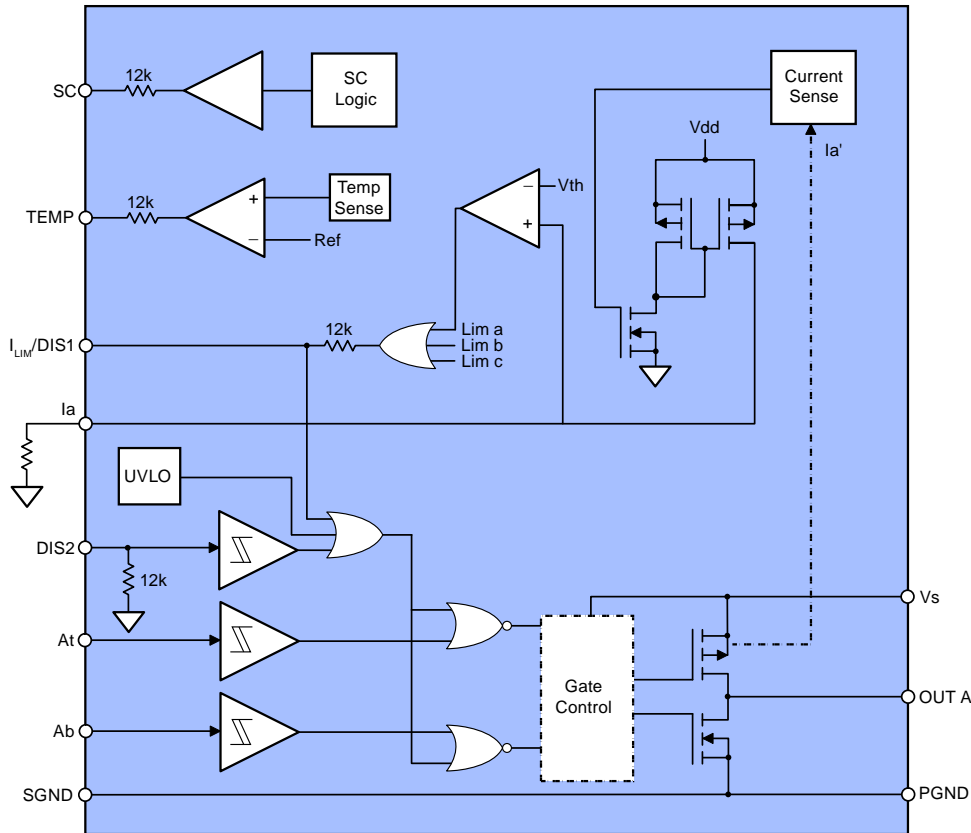 SC
12k
SC
Logic
Current
Sense
Vdd
Ia'
TEMP
12k
+
–
Temp
Sense
Ref
–
+
Vth
ILIM/DIS1
12k
Lim a
Lim b
Lim c
Ia
UVLO
DIS2
12k
At
Ab
Gate
Control
Vs
OUT A
SGND
PGND